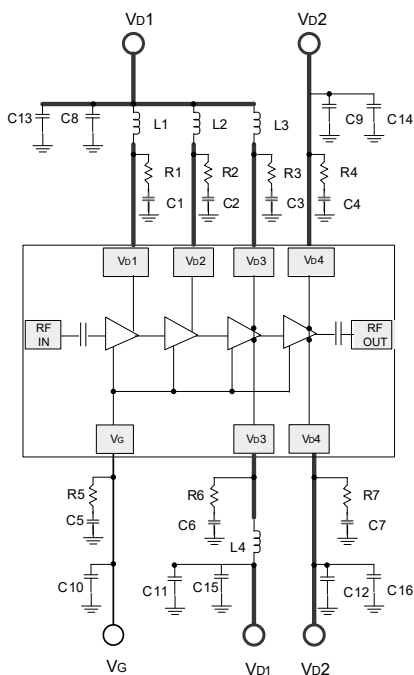 VD1 VD2
C13 C8 L1 L2 L3 C9 C14
R1 R2 R3 R4
C1 C2 C3 C4
VD1 VD2 VD3 VD4
RF IN RF OUT
VG VD3 VD4
R5 R6 R7
C5 C6 C7
L4
C10 C11 C15 C12 C16
VG VD1 VD2